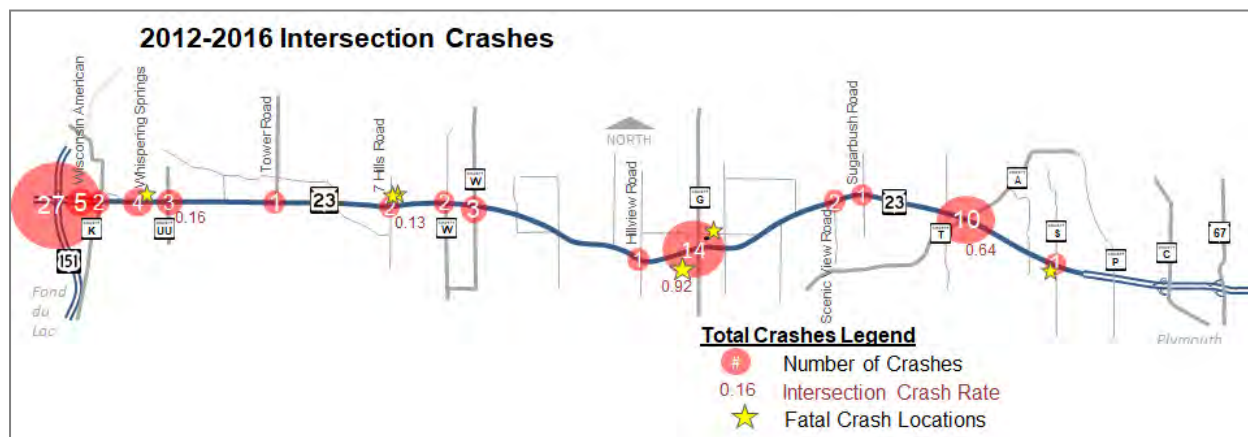 2012-2016 Intersection Crashes
Wisconsin American
Whispering Springs
Tower Road
7 Hills Road
Hillview Road
Scenic View Road
Sugarbush Road
NORTH
27
5
2
4
3
1
2
2
3
1
14
2
1
10
1
0.16
0.13
0.92
0.64
151
K
UU
23
W
W
G
23
T
A
S
P
C
67
Fond
du
Lac
Plymouth
Total Crashes Legend
# Number of Crashes
0.16 Intersection Crash Rate
Fatal Crash Locations